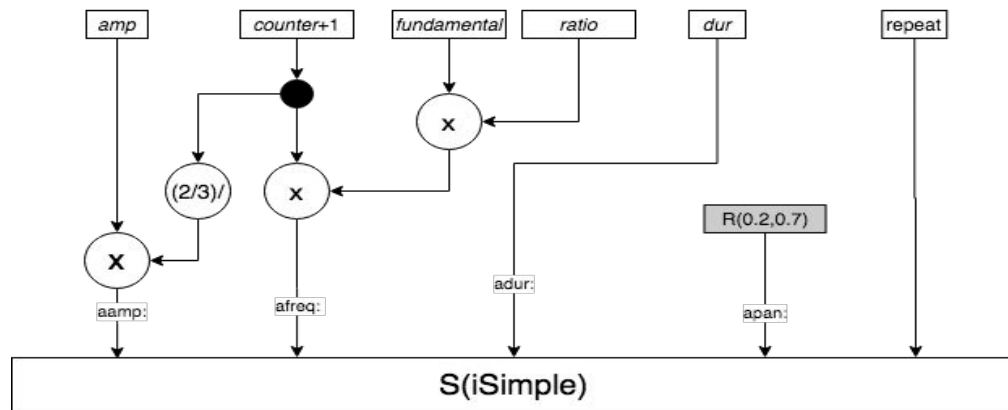 amp counter+1 fundamental ratio dur repeat
x
(2/3)/ x
R(0.2,0.7)
x
adur:
aamp: afreq: apan:
S(iSimple)